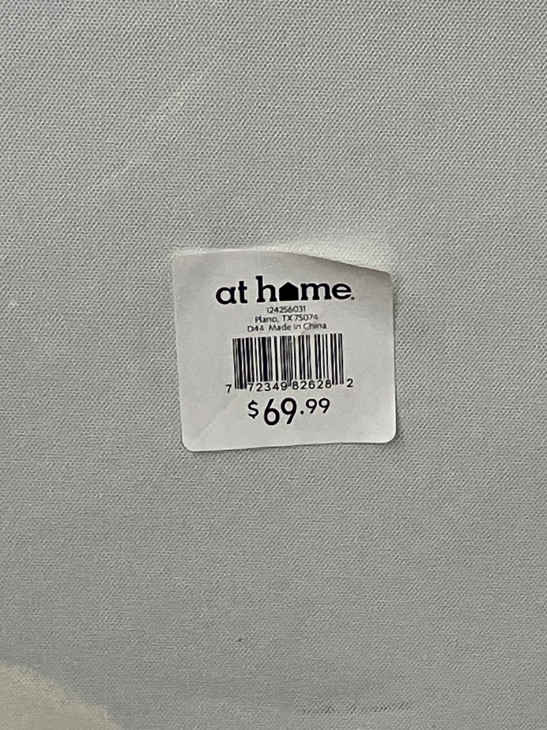 at home.
124256031
Plano, TX 75074
D44 Made in China
7 72349 82628 2
$69.99